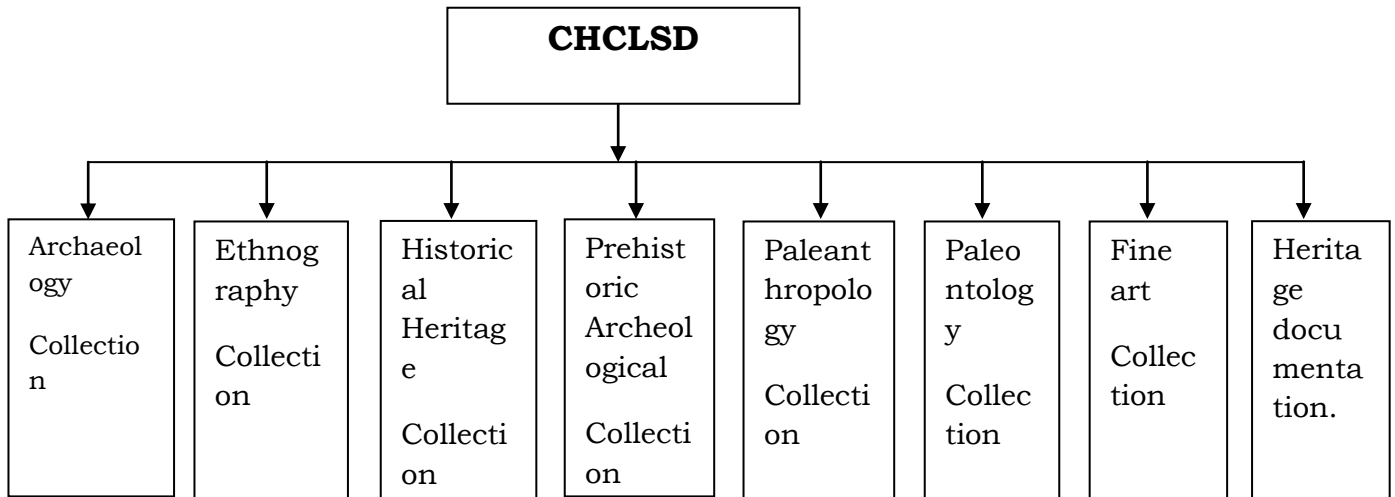 CHCLSD
Archaeol
ogy
Collectio
n
Ethnog
raphy
Collecti
on
Historic
al
Heritag
e
Collecti
on
Prehist
oric
Archeol
ogical
Collecti
on
Paleant
hropolo
gy
Collecti
on
Paleo
ntolog
y
Collec
tion
Fine
art
Collec
tion
Herita
ge
docu
menta
tion.